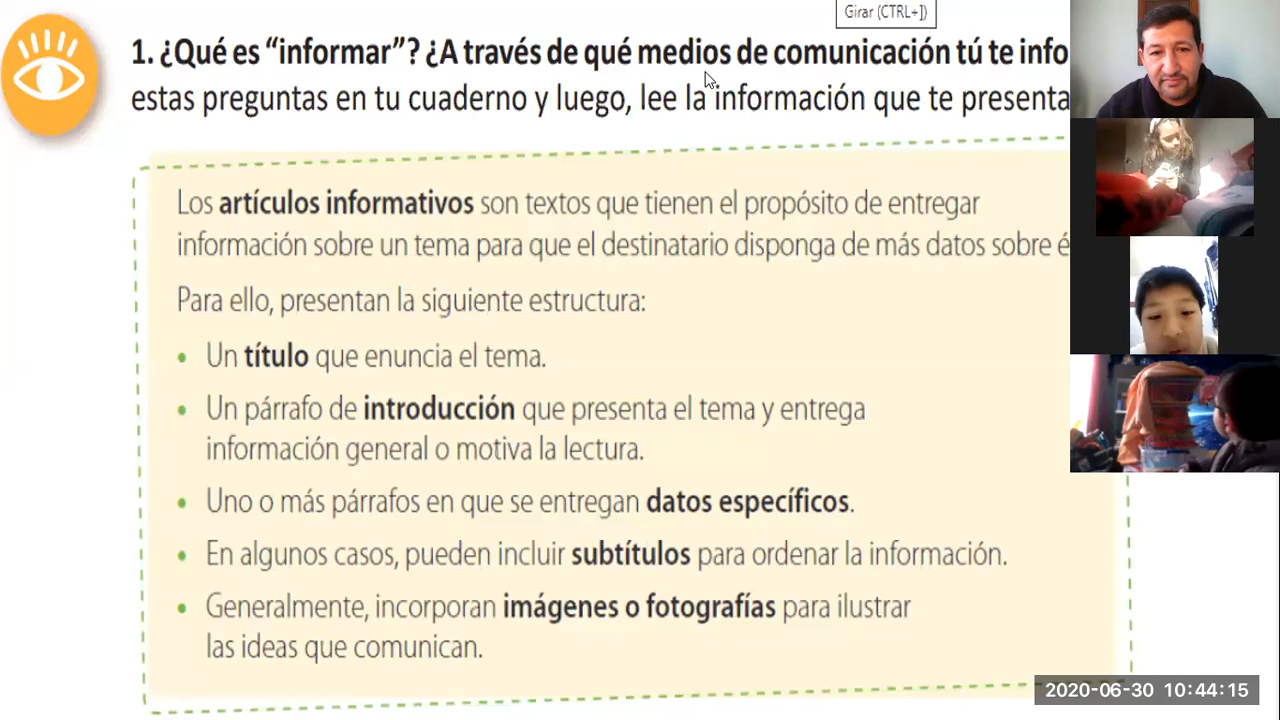 Girar (CTRL+])
1. ¿Qué es “informar”? ¿A través de qué medios de comunicación tú te info
estas preguntas en tu cuaderno y luego, lee la información que te presenta
Los artículos informativos son textos que tienen el propósito de entregar
información sobre un tema para que el destinatario disponga de más datos sobre é
Para ello, presentan la siguiente estructura:
• Un título que enuncia el tema.
• Un párrafo de introducción que presenta el tema y entrega
información general o motiva la lectura.
• Uno o más párrafos en que se entregan datos específicos.
• En algunos casos, pueden incluir subtítulos para ordenar la información.
• Generalmente, incorporan imágenes o fotografías para ilustrar
las ideas que comunican.
2020-06-30 10:44:15